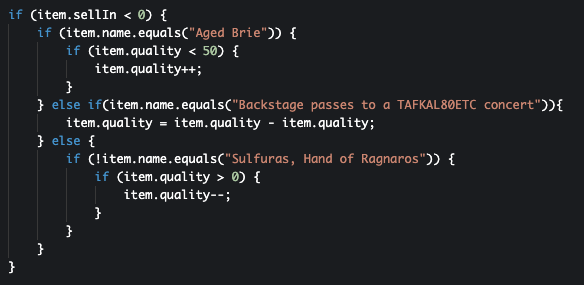 if (item.sellIn < 0) {
    if (item.name.equals("Aged Brie")) {
        if (item.quality < 50) {
            item.quality++;
        }
    } else if(item.name.equals("Backstage passes to a TAFKAL80ETC concert")){
        item.quality = item.quality - item.quality;
    } else {
        if (!item.name.equals("Sulfuras, Hand of Ragnaros")) {
            if (item.quality > 0) {
                item.quality--;
            }
        }
    }
}